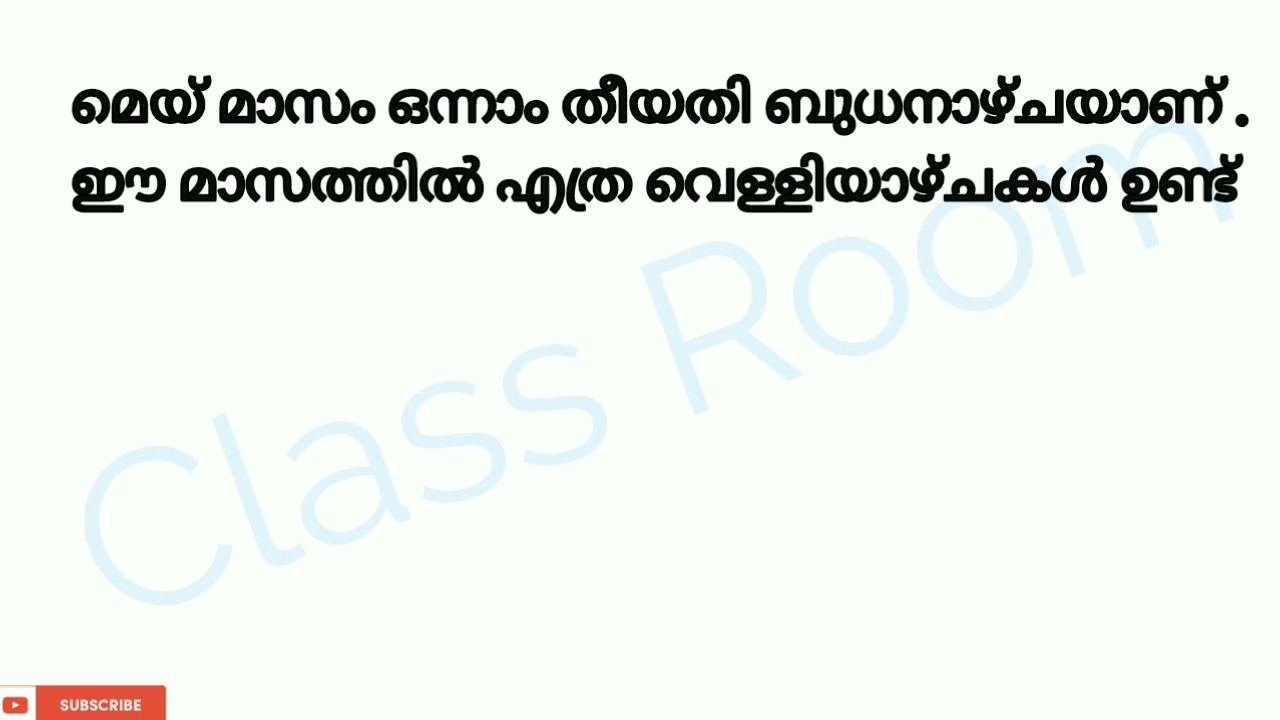 മെയ് മാസം ഒന്നാം തീയതി ബുധനാഴ്ചയാണ് .
ഈ മാസത്തിൽ എത്ര വെള്ളിയാഴ്ചകൾ ഉണ്ട്
Class Room
SUBSCRIBE